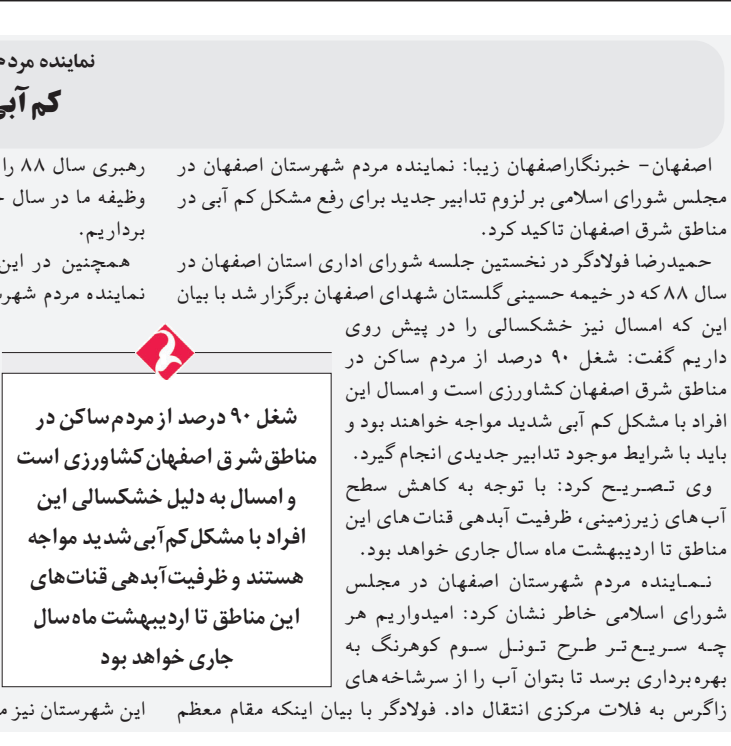 نماینده مردم
کم آبی
اصفهان- خبرنگاراصفهان زیبا: نماینده مردم شهرستان اصفهان در
مجلس شورای اسلامی بر لزوم تدابیر جدید برای رفع مشکل کم آبی در
مناطق شرق اصفهان تاکید کرد.
حمیدرضا فولادگر در نخستین جلسه شورای اداری استان اصفهان در
سال ۸۸ که در خیمه حسینی گلستان شهدای اصفهان برگزار شد با بیان
این که امسال نیز خشکسالی را در پیش روی
داریم گفت: شغل ۹۰ درصد از مردم ساکن در
مناطق شرق اصفهان کشاورزی است و امسال این
افراد با مشکل کم آبی شدید مواجه خواهند بود و
باید با شرایط موجود تدابیر جدیدی انجام گیرد.
وی تصریح کرد: با توجه به کاهش سطح
آب‌های زیرزمینی، ظرفیت آبدهی قنات‌های این
مناطق تا اردیبهشت ماه سال جاری خواهد بود.
نماینده مردم شهرستان اصفهان در مجلس
شورای اسلامی خاطر نشان کرد: امیدواریم هر
چه سریع‌تر طرح تونل سوم کوهرنگ به
بهره‌برداری برسد تا بتوان آب را از سرشاخه‌های
زاگرس به فلات مرکزی انتقال داد. فولادگر با بیان اینکه مقام معظم
رهبری سال ۸۸ را
وظیفه ما در سال
برداریم.
همچنین در این
نماینده مردم
شغل ۹۰ درصد از مردم ساکن در
مناطق شرق اصفهان کشاورزی است
و امسال به دلیل خشکسالی این
افراد با مشکل کم‌آبی شدید مواجه
هستند و ظرفیت آبدهی قنات‌های
این مناطق تا اردیبهشت ماه سال
جاری خواهد بود
این شهرستان نیز